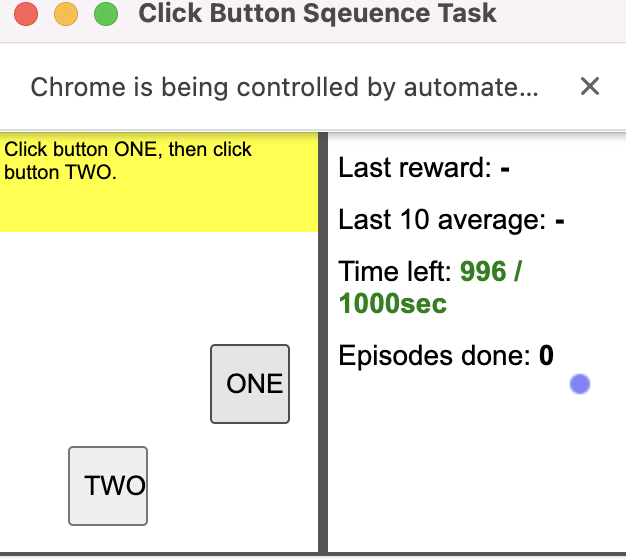 Click Button Sqeuence Task
Chrome is being controlled by automate...
Click button ONE, then click
button TWO.
ONE
TWO
Last reward: -
Last 10 average: -
Time left: 996 /
1000sec
Episodes done: 0